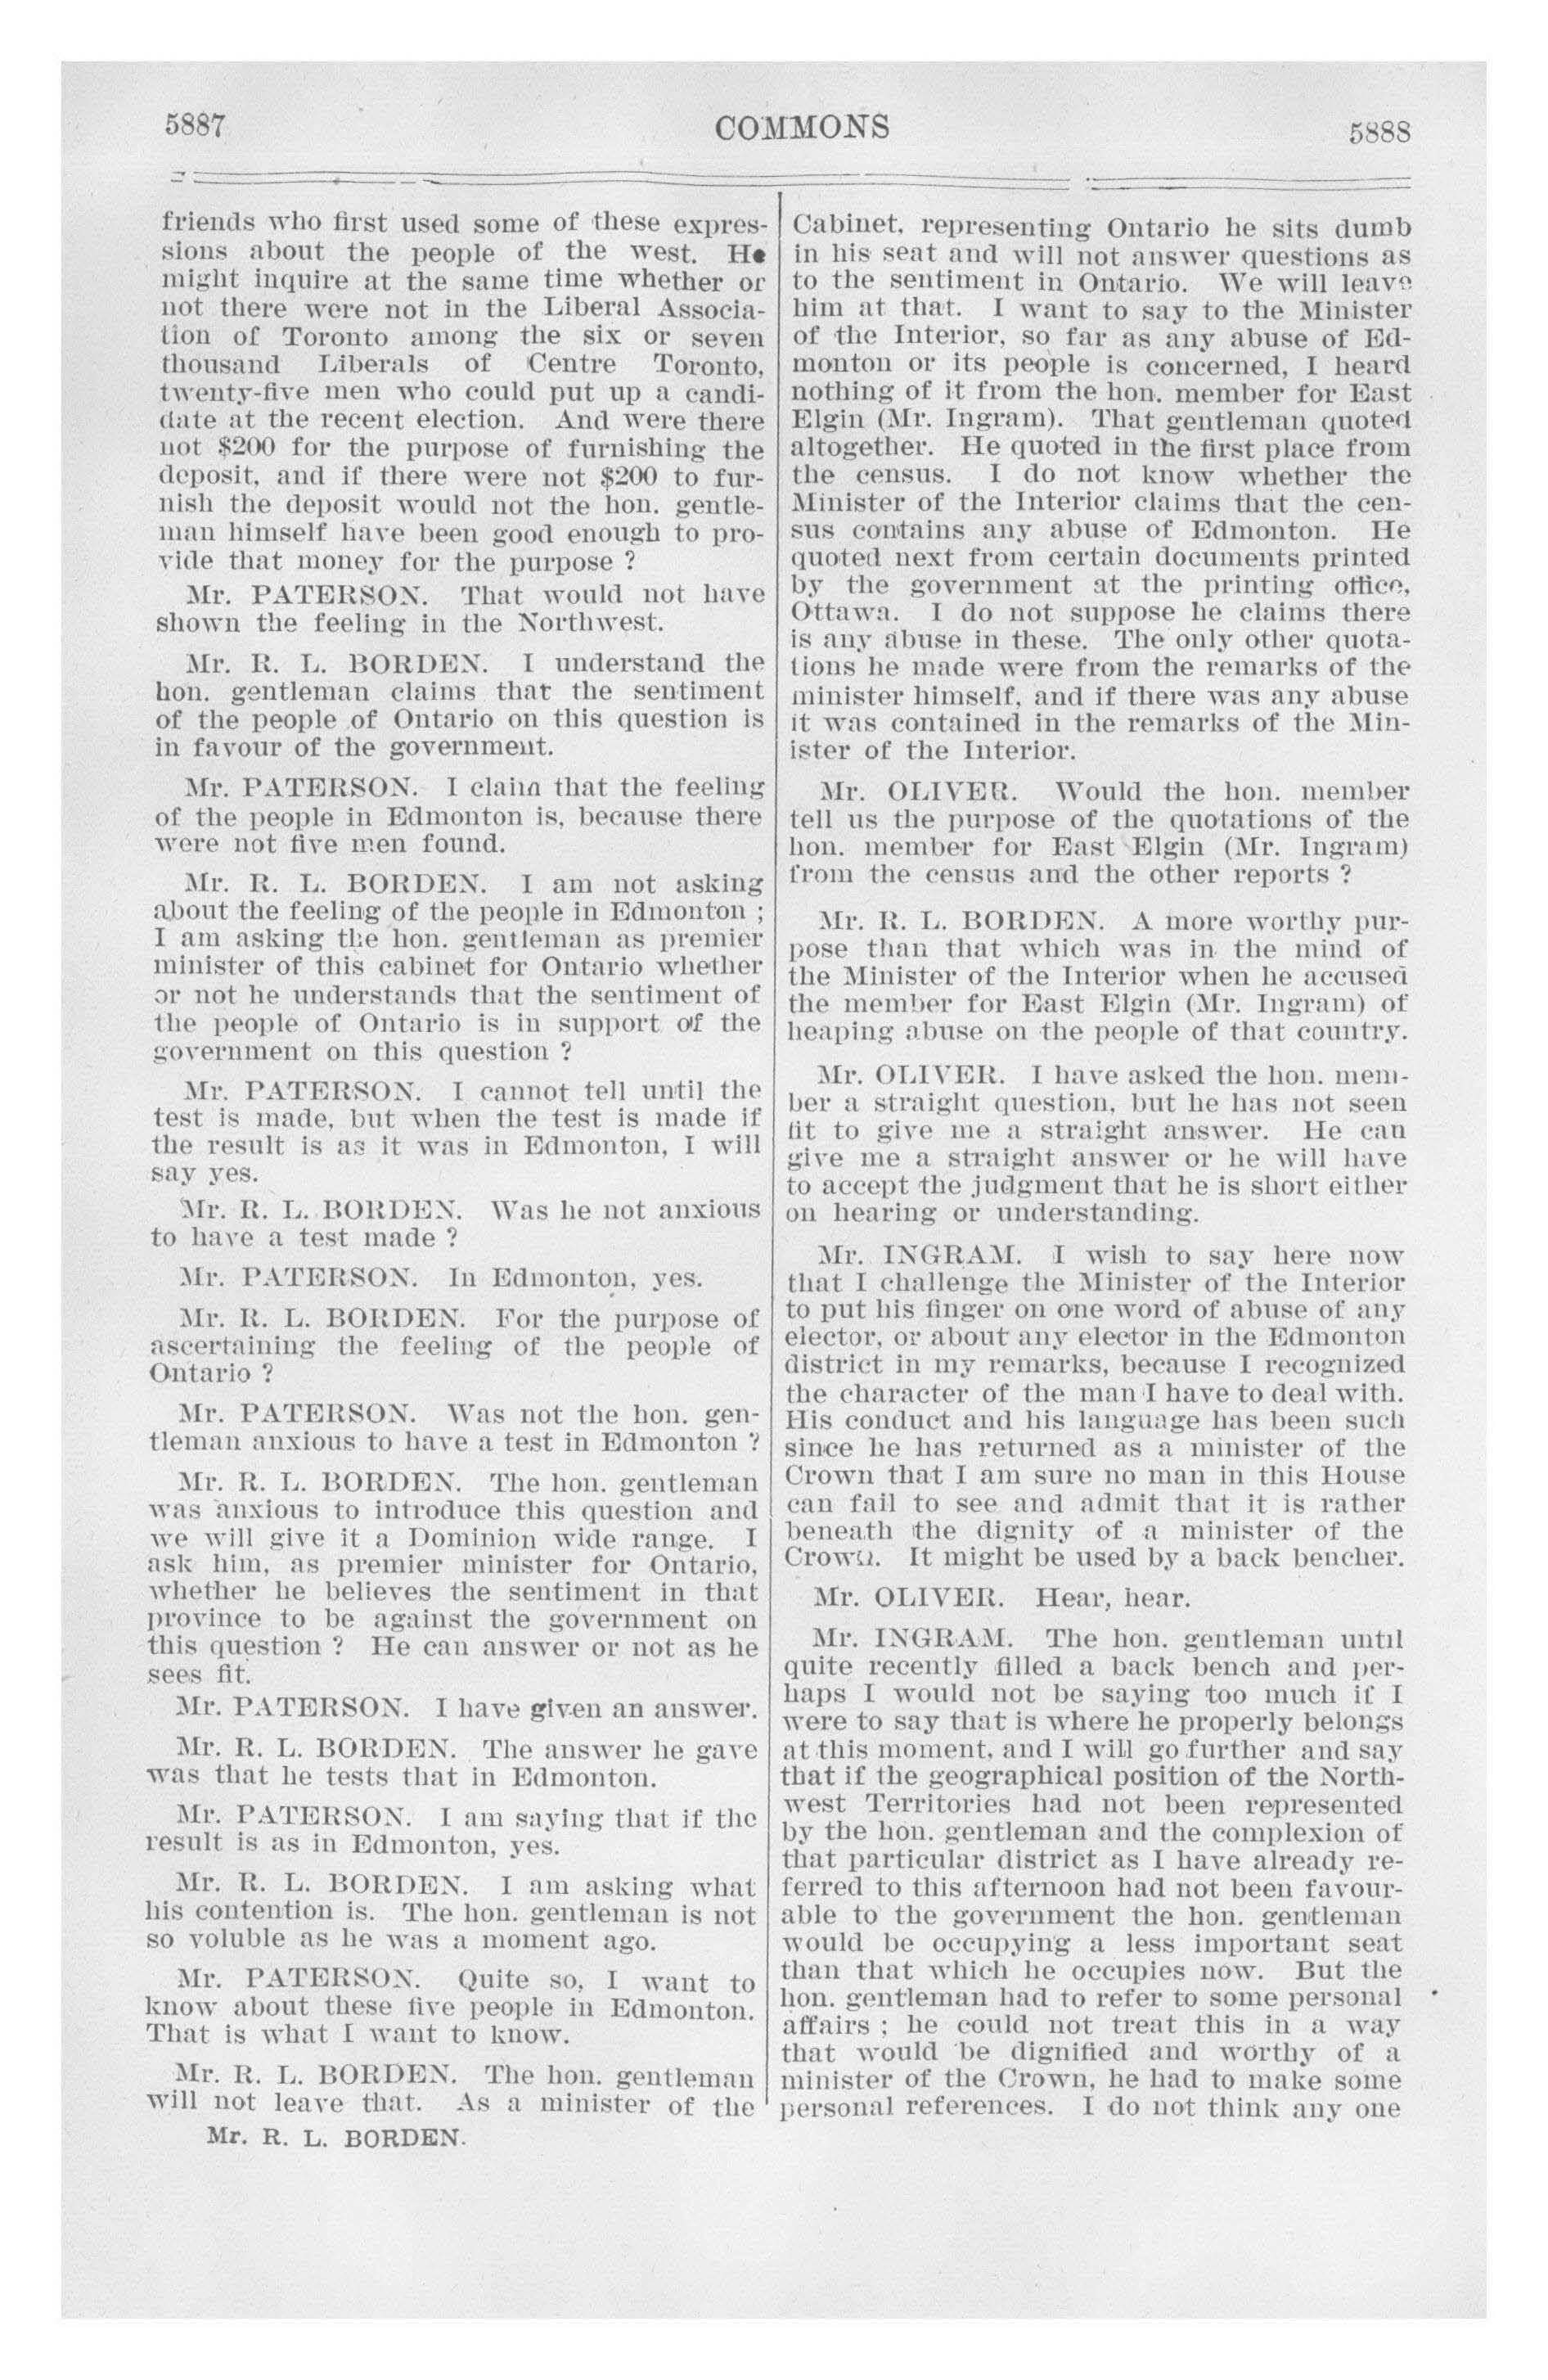 5887
COMMONS
5888
friends who first used some of these expres-
sions about the people of the west. He
might inquire at the same time whether or
not there were not in the Liberal Associa-
tion of Toronto among the six or seven
thousand Liberals of Centre Toronto,
twenty-five men who could put up a candi-
date at the recent election. And were there
not $200 for the purpose of furnishing the
deposit, and if there were not $200 to fur-
nish the deposit would not the hon. gentle-
man himself have been good enough to pro-
vide that money for the purpose ?
Mr. PATERSON. That would not have
shown the feeling in the Northwest.
Mr. R. L. BORDEN. I understand the
hon. gentleman claims that the sentiment
of the people of Ontario on this question is
in favour of the government.
Mr. PATERSON. I claim that the feeling
of the people in Edmonton is, because there
were not five men found.
Mr. R. L. BORDEN. I am not asking
about the feeling of the people in Edmonton ;
I am asking the hon. gentleman as premier
minister of this cabinet for Ontario whether
or not he understands that the sentiment of
the people of Ontario is in support of the
government on this question ?
Mr. PATERSON. I cannot tell until the
test is made, but when the test is made if
the result is as it was in Edmonton, I will
say yes.
Mr. R. L. BORDEN. Was he not anxious
to have a test made ?
Mr. PATERSON. In Edmonton, yes.
Mr. R. L. BORDEN. For the purpose of
ascertaining the feeling of the people of
Ontario ?
Mr. PATERSON. Was not the hon. gen-
tleman anxious to have a test in Edmonton ?
Mr. R. L. BORDEN. The hon. gentleman
was anxious to introduce this question and
we will give it a Dominion wide range. I
ask him, as premier minister for Ontario,
whether he believes the sentiment in that
province to be against the government on
this question ? He can answer or not as he
sees fit.
Mr. PATERSON. I have given an answer.
Mr. R. L. BORDEN. The answer he gave
was that he tests that in Edmonton.
Mr. PATERSON. I am saying that if the
result is as in Edmonton, yes.
Mr. R. L. BORDEN. I am asking what
his contention is. The hon. gentleman is not
so voluble as he was a moment ago.
Mr. PATERSON. Quite so, I want to
know about these five people in Edmonton.
That is what I want to know.
Mr. R. L. BORDEN. The hon. gentleman
will not leave that. As a minister of the
Mr. R. L. BORDEN.
Cabinet, representing Ontario he sits dumb
in his seat and will not answer questions as
to the sentiment in Ontario. We will leave
him at that. I want to say to the Minister
of the Interior, so far as any abuse of Ed-
monton or its people is concerned, I heard
nothing of it from the hon. member for East
Elgin (Mr. Ingram). That gentleman quoted
altogether. He quoted in the first place from
the census. I do not know whether the
Minister of the Interior claims that the cen-
sus contains any abuse of Edmonton. He
quoted next from certain documents printed
by the government at the printing office,
Ottawa. I do not suppose he claims there
is any abuse in these. The only other quota-
tions he made were from the remarks of the
minister himself, and if there was any abuse
it was contained in the remarks of the Min-
ister of the Interior.
Mr. OLIVER. Would the hon. member
tell us the purpose of the quotations of the
hon. member for East Elgin (Mr. Ingram)
from the census and the other reports ?
Mr. R. L. BORDEN. A more worthy pur-
pose than that which was in the mind of
the Minister of the Interior when he accused
the member for East Elgin (Mr. Ingram) of
heaping abuse on the people of that country.
Mr. OLIVER. I have asked the hon. mem-
ber a straight question, but he has not seen
fit to give me a straight answer. He can
give me a straight answer or he will have
to accept the judgment that he is short either
on hearing or understanding.
Mr. INGRAM. I wish to say here now
that I challenge the Minister of the Interior
to put his finger on one word of abuse of any
elector, or about any elector in the Edmonton
district in my remarks, because I recognized
the character of the man I have to deal with.
His conduct and his language has been such
since he has returned as a minister of the
Crown that I am sure no man in this House
can fail to see and admit that it is rather
beneath the dignity of a minister of the
Crown. It might be used by a back bencher.
Mr. OLIVER. Hear, hear.
Mr. INGRAM. The hon. gentleman until
quite recently filled a back bench and per-
haps I would not be saying too much if I
were to say that is where he properly belongs
at this moment, and I will go further and say
that if the geographical position of the North-
west Territories had not been represented
by the hon. gentleman and the complexion of
that particular district as I have already re-
ferred to this afternoon had not been favour-
able to the government the hon. gentleman
would be occupying a less important seat
than that which he occupies now. But the
hon. gentleman had to refer to some personal
affairs ; he could not treat this in a way
that would be dignified and worthy of a
minister of the Crown, he had to make some
personal references. I do not think any one